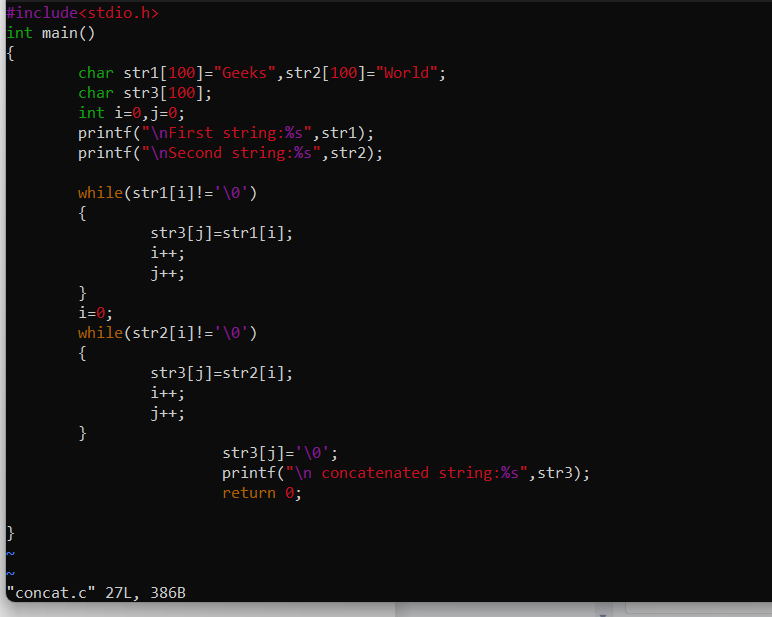 #include<stdio.h>
int main()
{
        char str1[100]="Geeks",str2[100]="World";
        char str3[100];
        int i=0,j=0;
        printf("\nFirst string:%s",str1);
        printf("\nSecond string:%s",str2);

        while(str1[i]!='\0')
        {
                str3[j]=str1[i];
                i++;
                j++;
        }
        i=0;
        while(str2[i]!='\0')
        {
                str3[j]=str2[i];
                i++;
                j++;
        }
                        str3[j]='\0';
                        printf("\n concatenated string:%s",str3);
                        return 0;

}
~
~
"concat.c" 27L, 386B